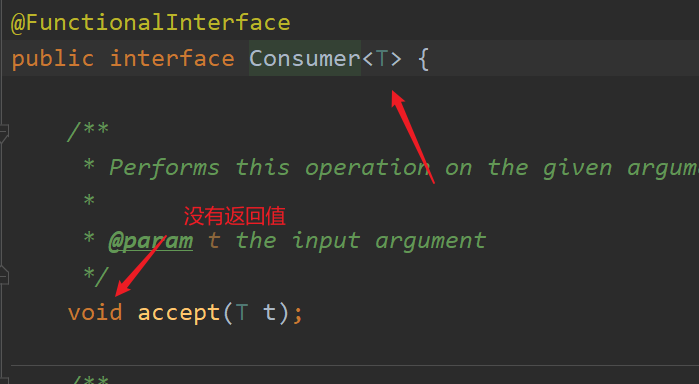 @FunctionalInterface
public interface Consumer<T> {
/**
* Performs this operation on the given argume
*
没有返回值
* @param t the input argument
*/
void accept(T t);
/**